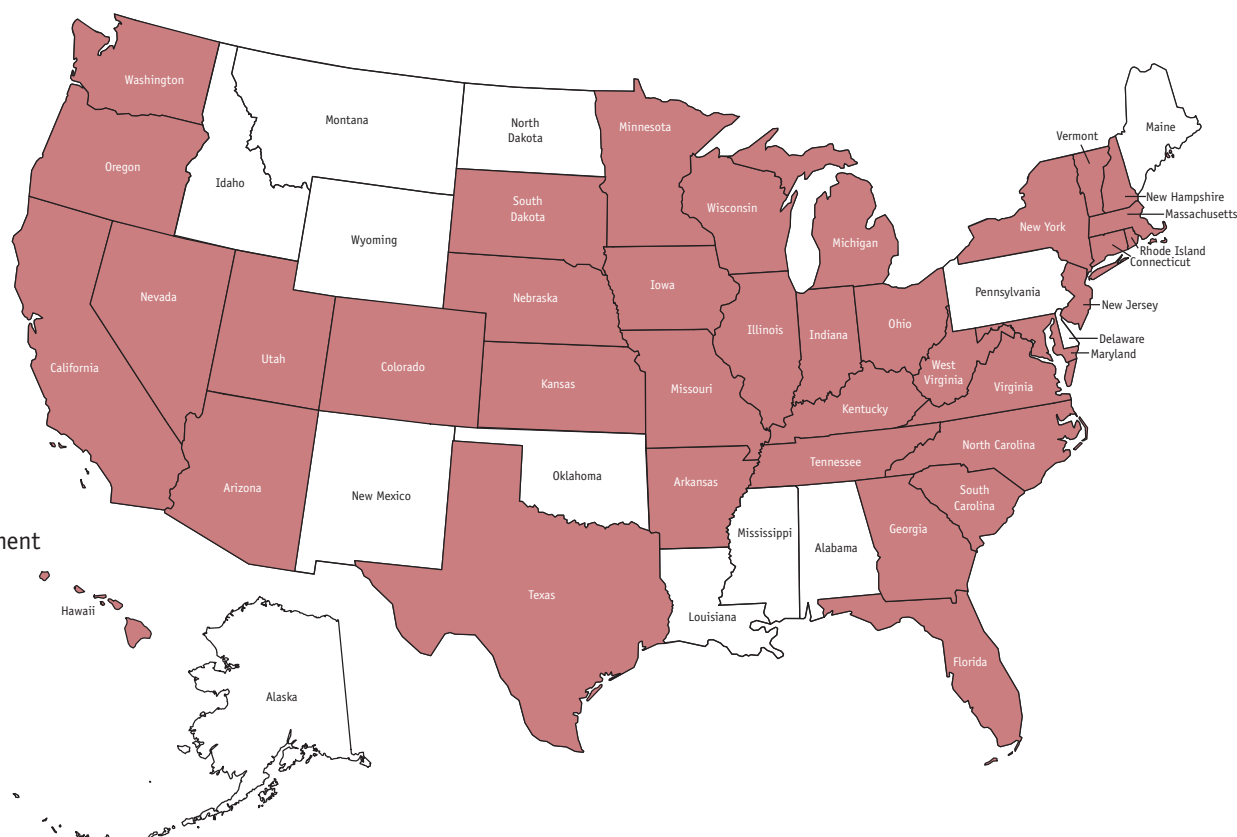 Washington
Montana
North
Dakota
Minnesota
Maine
Vermont
Oregon
Idaho
South
Dakota
Wisconsin
New Hampshire
Massachusetts
New York
Wyoming
Michigan
Rhode Island
Connecticut
Nevada
Nebraska
Iowa
Pennsylvania
New Jersey
Illinois
Indiana
Ohio
Delaware
Maryland
California
Utah
Colorado
Kansas
Missouri
West
Virginia
Virginia
Kentucky
North Carolina
Tennessee
Arizona
New Mexico
Oklahoma
Arkansas
South
Carolina
Mississippi
Alabama
Georgia
nent
Hawaii
Texas
Louisiana
Florida
Alaska